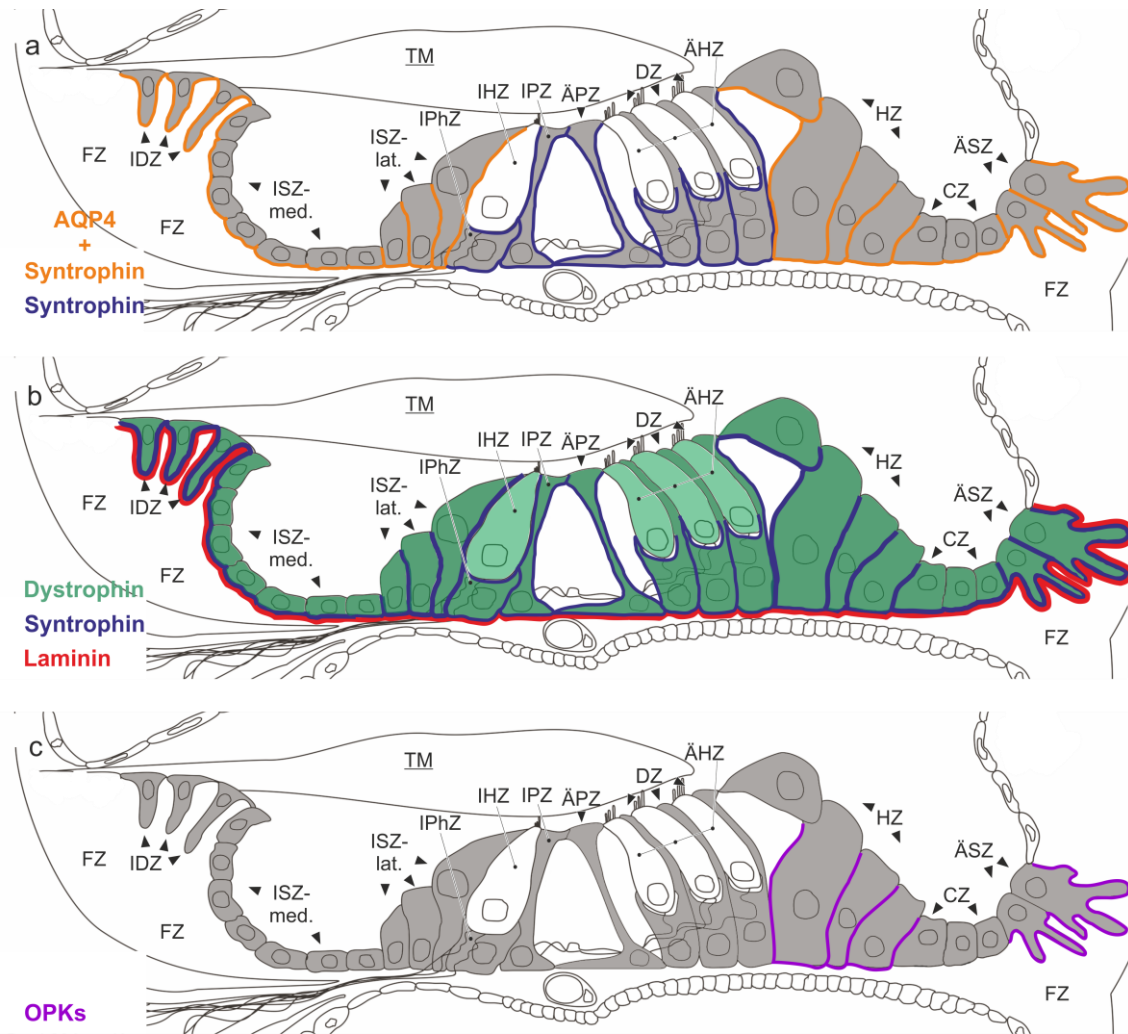 a
TM
ÄHZ
DZ
IHZ
IPZ
ÄPZ
IPhZ
HZ
ISZ-
lat.
ÄSZ
FZ
IDZ
ISZ-
med.
CZ
AQP4
+
Syntrophin
Syntrophin
FZ
FZ
b
TM
ÄHZ
DZ
IHZ
IPZ
ÄPZ
IPhZ
HZ
ISZ-
lat.
ÄSZ
FZ
IDZ
ISZ-
med.
CZ
FZ
Dystrophin
Syntrophin
Laminin
FZ
c
TM
ÄHZ
DZ
IHZ
IPZ
ÄPZ
IPhZ
HZ
ISZ-
lat.
ÄSZ
FZ
IDZ
ISZ-
med.
CZ
FZ
FZ
OPKs